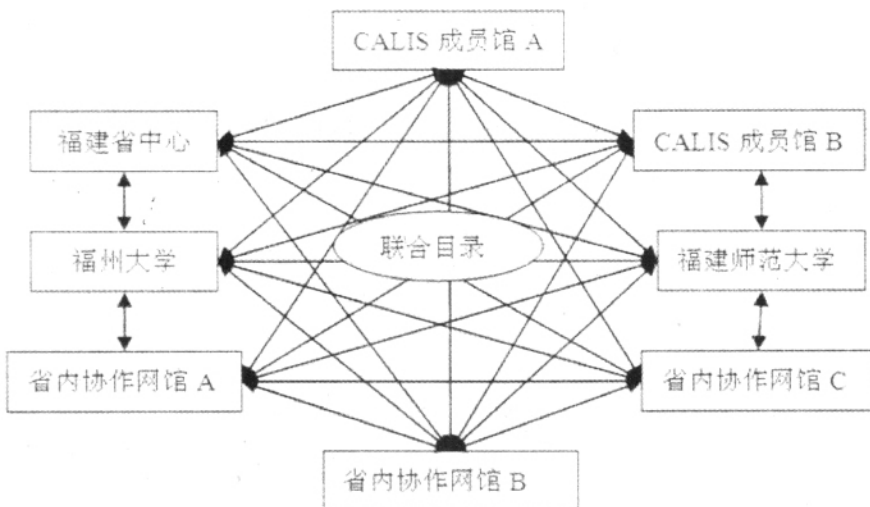 CALIS 成员馆 A
福建省中心
CALIS 成员馆 B
福州大学
联合目录
福建师范大学
省内协作网馆 A
省内协作网馆 C
省内协作网馆 B